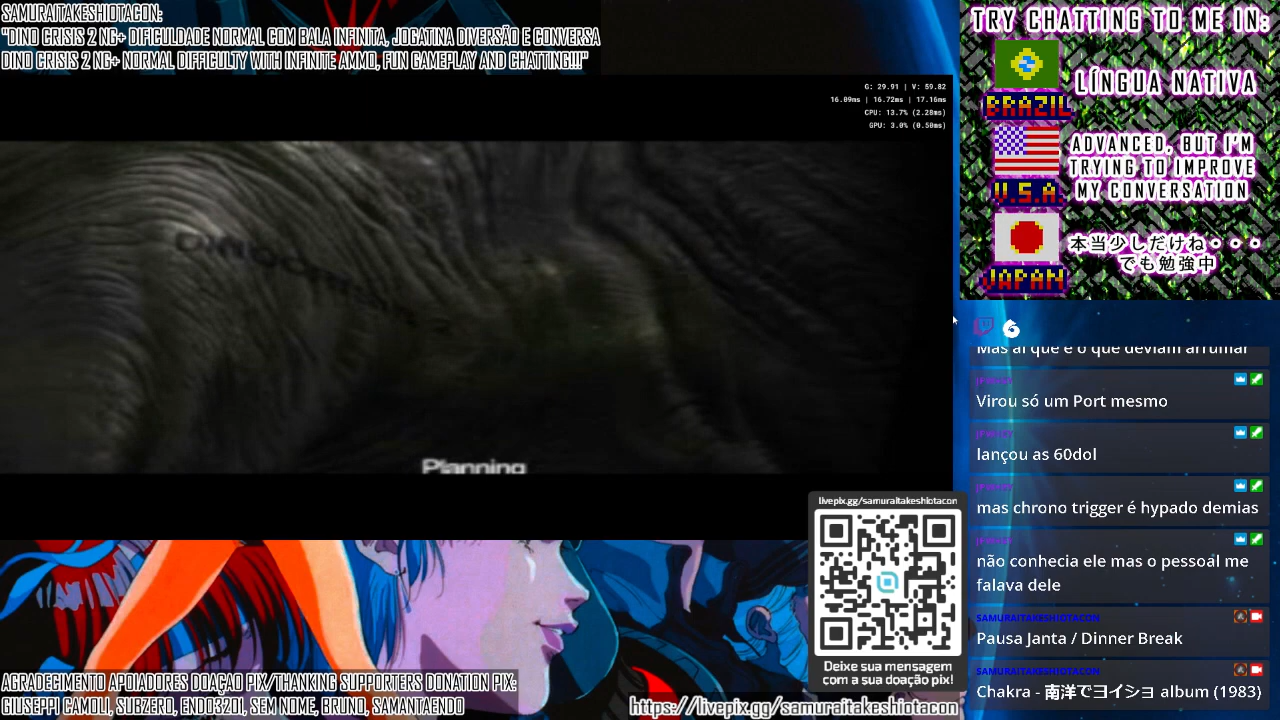 SAMURAITAKESHIOTACON:
"DINO CRISIS 2 NG+ DIFICULDADE NORMAL COM BALA INFINITA, JOGATINA DIVERSÃO E CONVERSA
DINO CRISIS 2 NG+ NORMAL DIFFICULTY WITH INFINITE AMMO, FUN GAMEPLAY AND CHATTING!!!"
G: 29.91 | V: 59.82
16.09ms | 16.72ms | 17.16ms
CPU: 13.7% (2.28ms)
GPU: 3.0% (0.50ms)
Planning
TRY CHATTING TO ME IN:
LÍNGUA NATIVA
BRAZIL
ADVANCED, BUT I'M
TRYING TO IMPROVE
MY CONVERSATION
U.S.A.
本当少しだけね・・・
でも勉強中
JAPAN
6
Mas aí que é o que deviam arrumar
Virou só um Port mesmo
lançou as 60dol
mas chrono trigger é hypado demias
não conhecia ele mas o pessoal me
falava dele
SAMURAITAKESHIOTACON
Pausa Janta / Dinner Break
SAMURAITAKESHIOTACON
Chakra - 南洋でヨイショ album (1983)
livepix.gg/samuraitakeshiotacon
Deixe sua mensagem
com a sua doação pix!
AGRADECIMENTO APOIADORES DOAÇAO PIX/ THANKING SUPPORTERS DONATION PIX:
GIUSEPPI CAMOLI, SUBZERO, ENDO3201, SEM NOME, BRUNO, SAMANTAENDO
https://livepix.gg/samuraitakeshiotacon